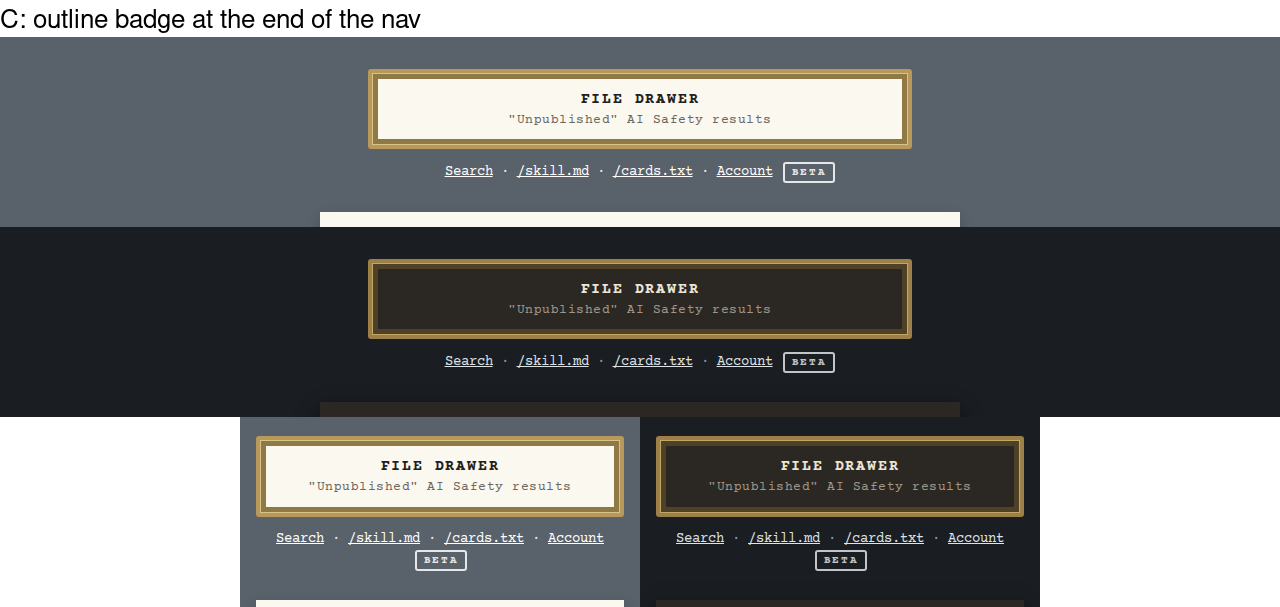 C: outline badge at the end of the nav
FILE DRAWER
"Unpublished" AI Safety results
Search · /skill.md · /cards.txt · Account BETA
FILE DRAWER
"Unpublished" AI Safety results
Search · /skill.md · /cards.txt · Account BETA
FILE DRAWER
"Unpublished" AI Safety results
Search · /skill.md · /cards.txt · Account
BETA
FILE DRAWER
"Unpublished" AI Safety results
Search · /skill.md · /cards.txt · Account
BETA